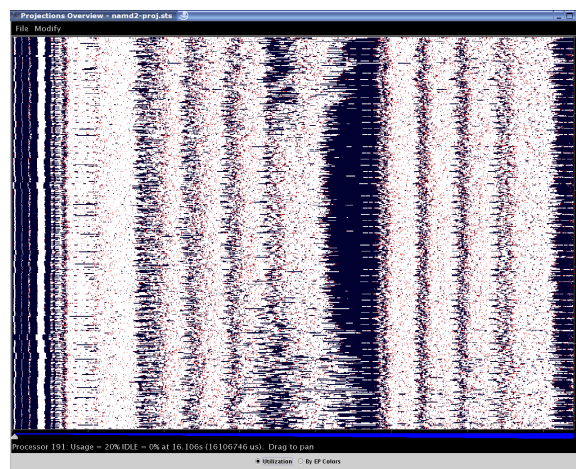 Projections Overview - namd2-proj.sts
File Modify
Processor 191: Usage = 20% IDLE = 0% at 16.106s (16106746 us). Drag to pan
Utilization By EP Colors